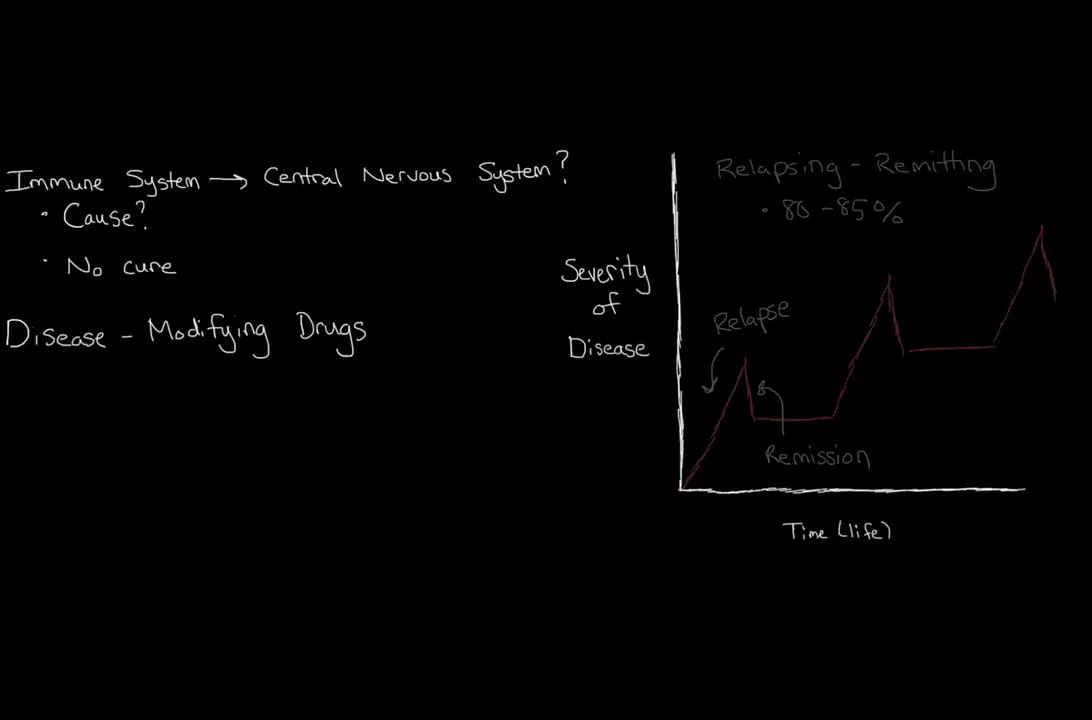 Immune System → Central Nervous System?
· Cause?
· No cure
Disease - Modifying Drugs
Severity
of
Disease
Relapsing - Remitting
· 80 - 85%
Relapse
Remission
Time (life)